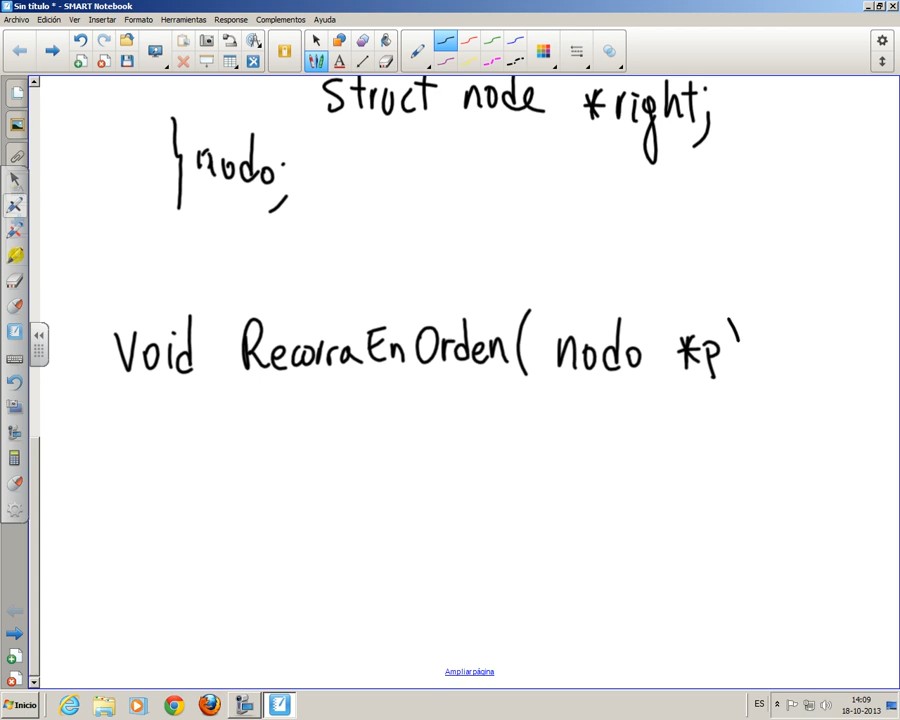 Sin título * - SMART Notebook
Archivo Edición Ver Insertar Formato Herramientas Response Complementos Ayuda
Struct node *right;
} nodo;
Void RecorraEnOrden( nodo *p
Ampliar página
Inicio
ES
14:09
18-10-2013